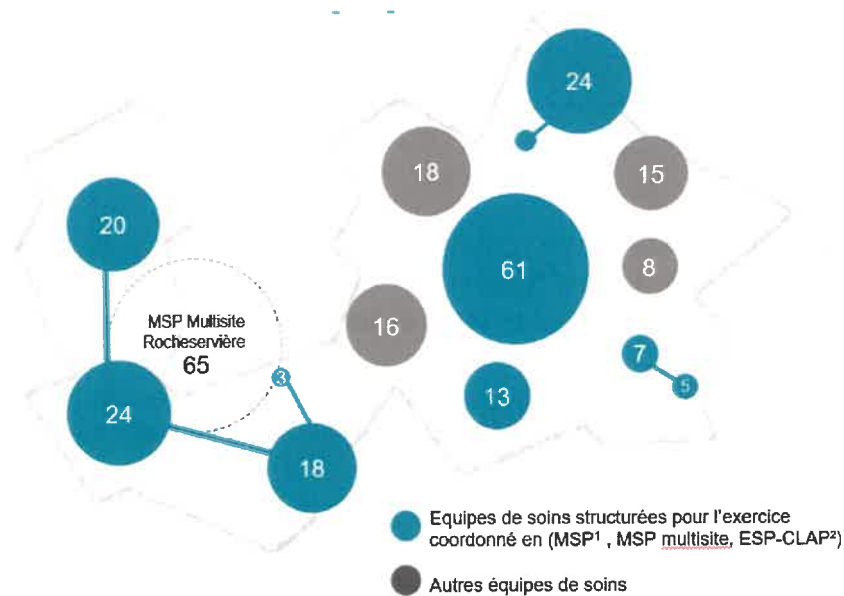 24
18
15
20
61
8
MSP Multisite
Rocheservière
65
16
3
7
5
13
24
18
Equipes de soins structurées pour l'exercice
coordonné en (MSP¹ , MSP multisite, ESP-CLAP²)
Autres équipes de soins